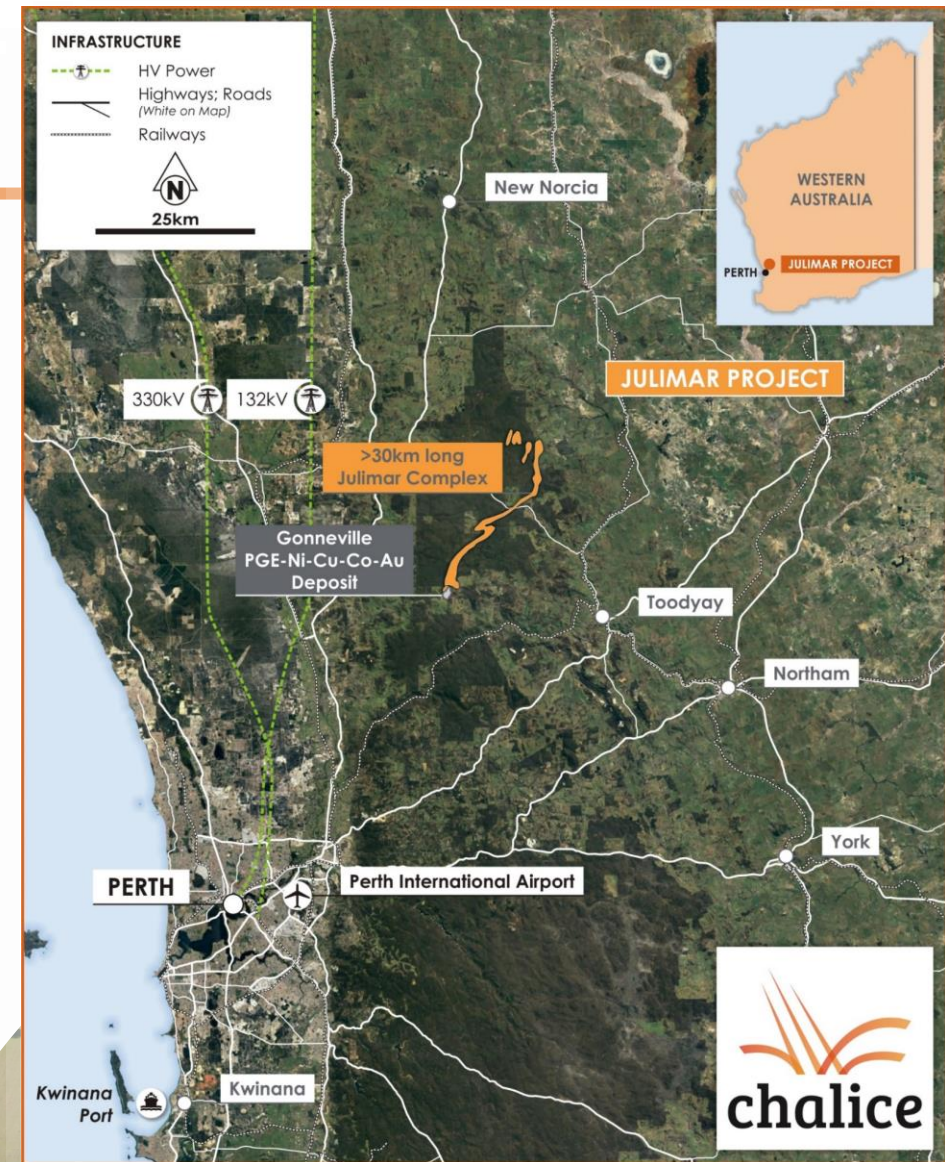 INFRASTRUCTURE
HV Power
Highways; Roads
(White on Map)
Railways
N
25km
New Norcia
WESTERN
AUSTRALIA
PERTH
JULIMAR PROJECT
JULIMAR PROJECT
330kV
132kV
>30km long
Julimar Complex
Gonneville
PGE-Ni-Cu-Co-Au
Deposit
Toodyay
Northam
York
PERTH
Perth International Airport
Kwinana
Port
Kwinana
chalice